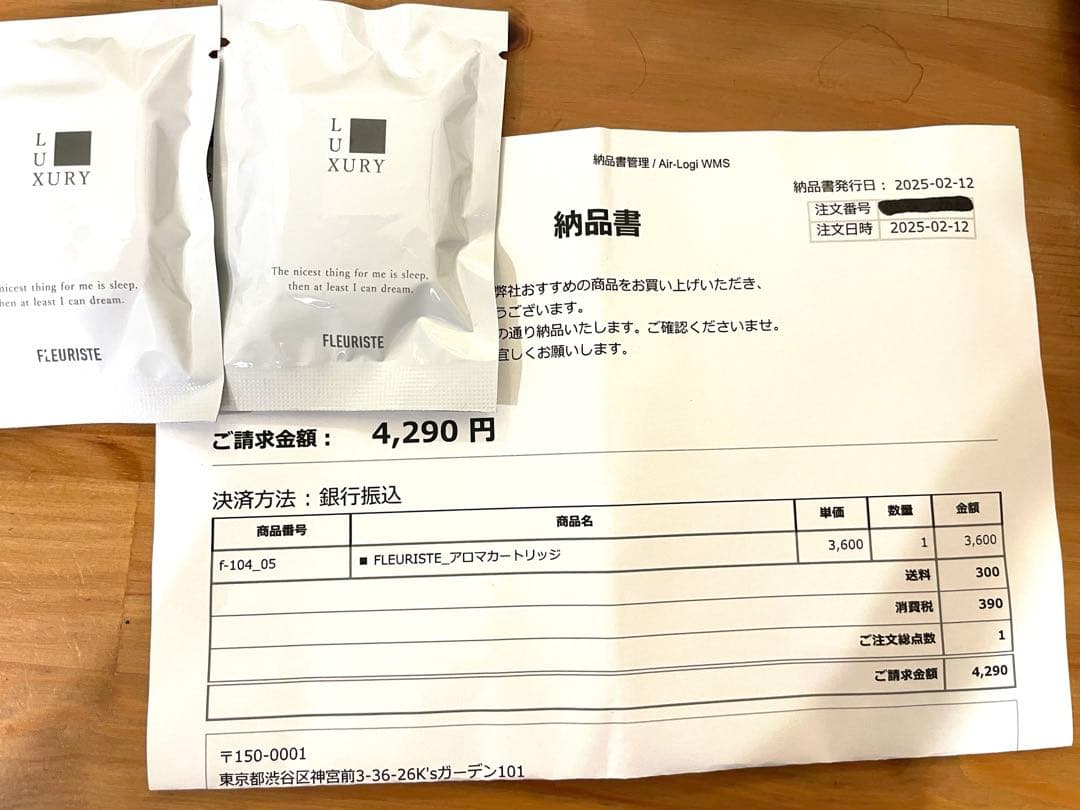 L
U
XURY
nicest thing for me is sleep,
hen at least I can dream.
FLEURISTE
L
U
XURY
The nicest thing for me is sleep,
then at least I can dream.
FLEURISTE
納品書管理 / Air-Logi WMS
納品書発行日： 2025-02-12
注文番号
注文日時 2025-02-12
納品書
弊社おすすめの商品をお買い上げいただき、
うございます。
の通り納品いたします。ご確認くださいませ。
宜しくお願いします。
ご請求金額： 4,290 円
決済方法：銀行振込
商品番号 商品名 単価 数量 金額
f-104_05 ■ FLEURISTE_アロマカートリッジ 3,600 1 3,600
送料 300
消費税 390
ご注文総点数 1
ご請求金額 4,290
〒150-0001
東京都渋谷区神宮前3-36-26K'sガーデン101